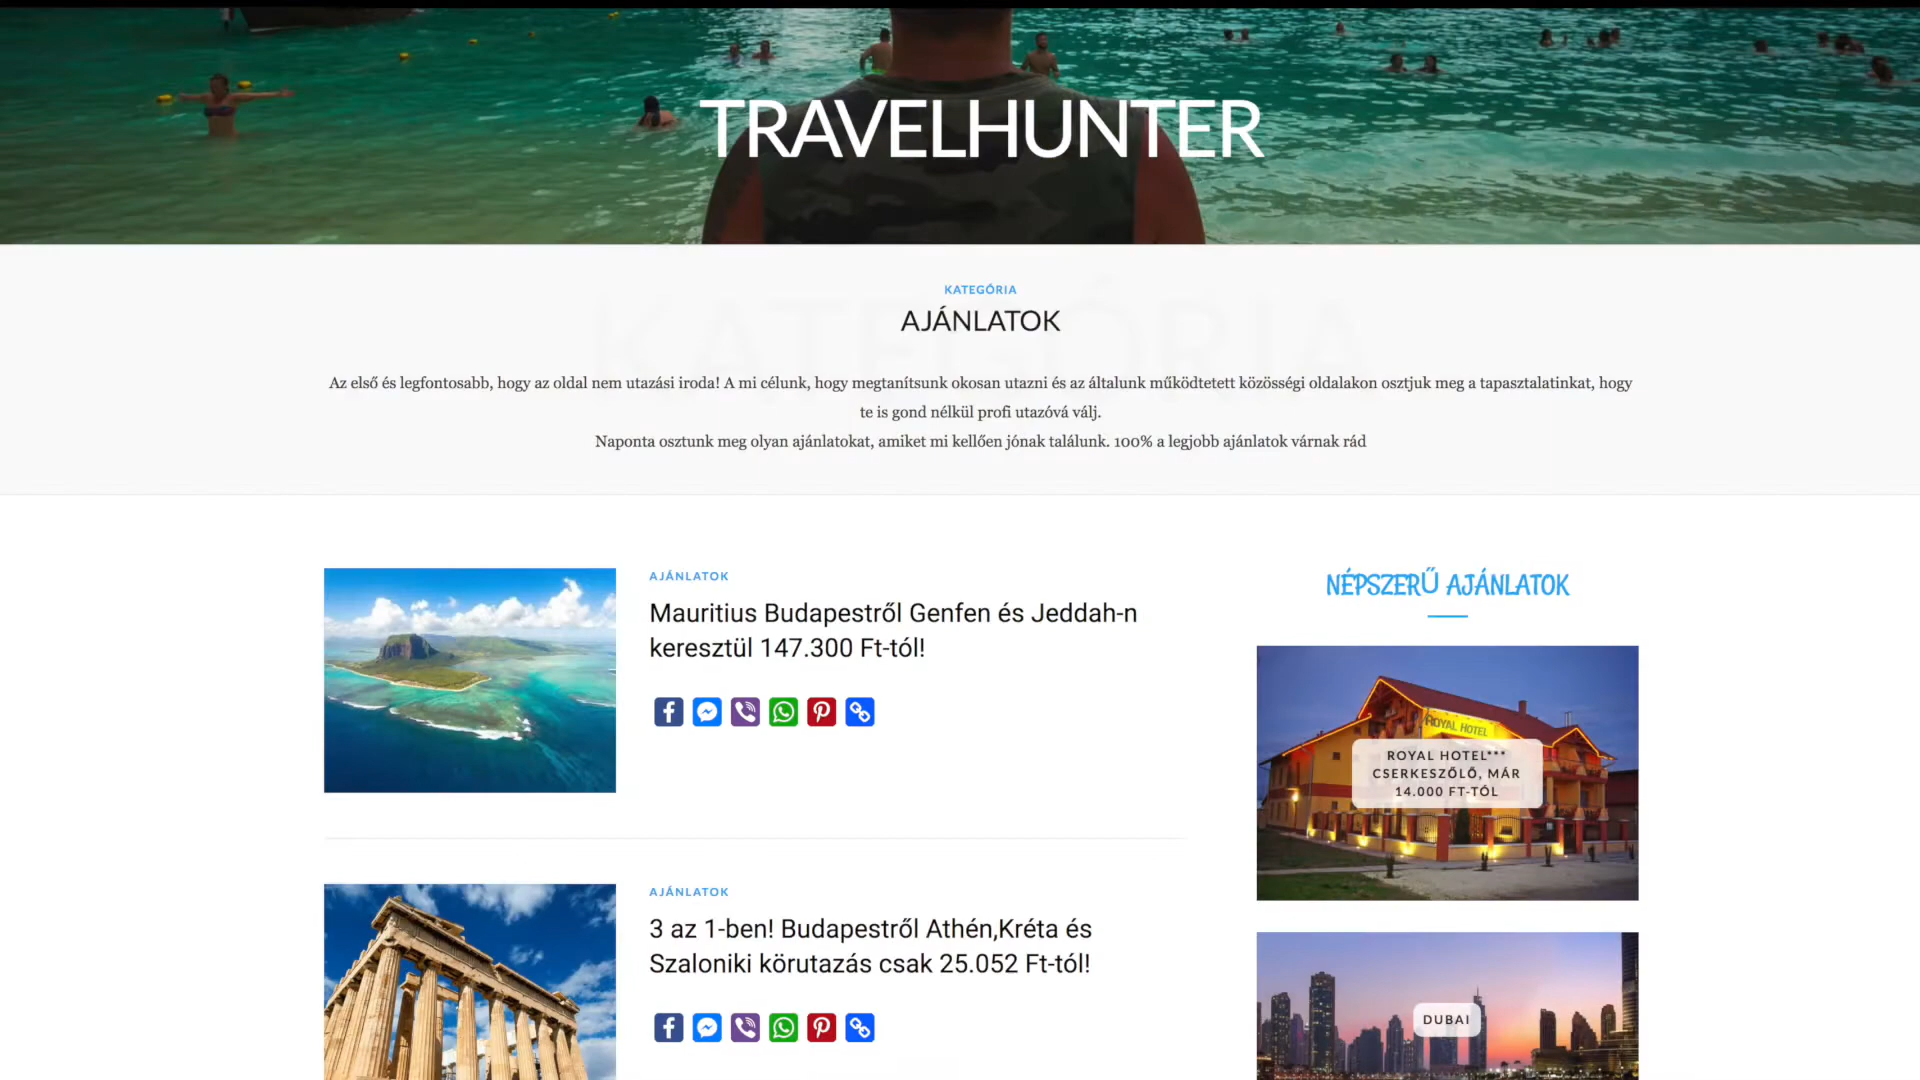 TRAVELHUNTER
KATEGÓRIA
KATEGÓRIA
AJÁNLATOK
Az első és legfontosabb, hogy az oldal nem utazási iroda! A mi célunk, hogy megtanítsunk okosan utazni és az általunk működtetett közösségi oldalakon osztjuk meg a tapasztalatinkat, hogy
te is gond nélkül profi utazóvá válj.
Naponta osztunk meg olyan ajánlatokat, amiket mi kellően jónak találunk. 100% a legjobb ajánlatok várnak rád
AJÁNLATOK
Mauritius Budapestről Genfen és Jeddah-n
keresztül 147.300 Ft-tól!
AJÁNLATOK
3 az 1-ben! Budapestről Athén,Kréta és
Szaloniki körutazás csak 25.052 Ft-tól!
NÉPSZERŰ AJÁNLATOK
ROYAL HOTEL
ROYAL HOTEL***
CSERKESZŐLŐ, MÁR
14.000 FT-TÓL
DUBAI